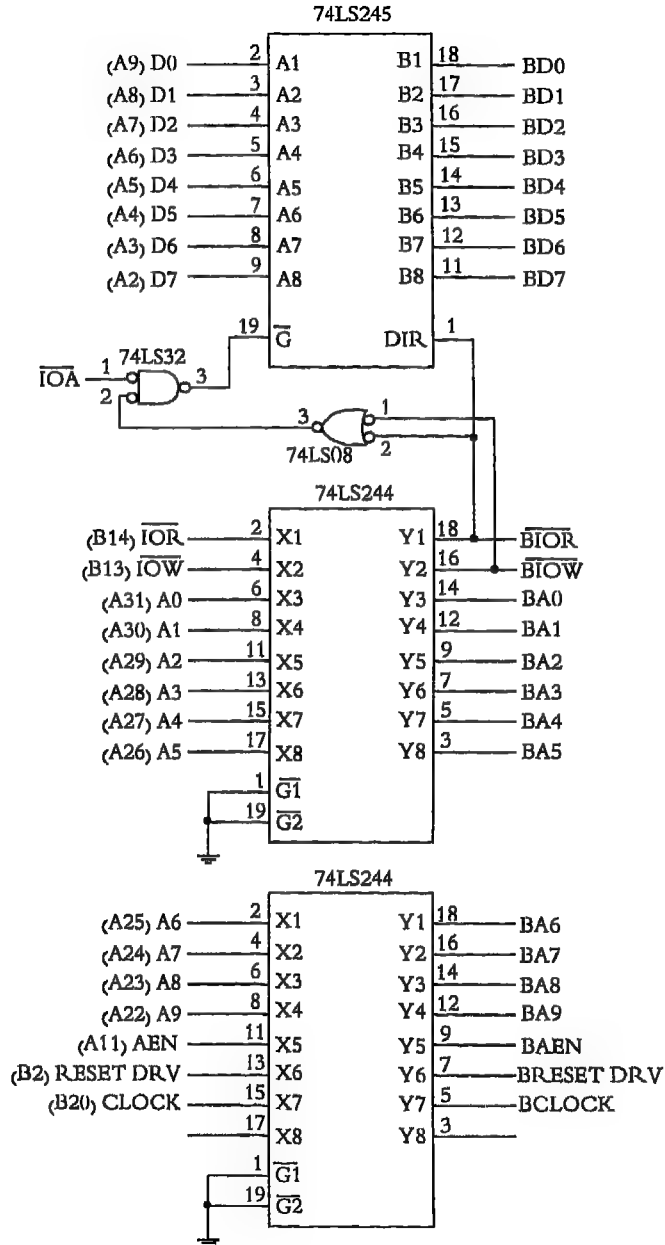 74LS245
(A9) D0 2 A1 B1 18 BD0
(A8) D1 3 A2 B2 17 BD1
(A7) D2 4 A3 B3 16 BD2
(A6) D3 5 A4 B4 15 BD3
(A5) D4 6 A5 B5 14 BD4
(A4) D5 7 A6 B6 13 BD5
(A3) D6 8 A7 B7 12 BD6
(A2) D7 9 A8 B8 11 BD7
19 G̅ DIR 1
74LS32
I̅O̅A̅ 1 3
2
3 1
2
74LS08
74LS244
(B14) I̅O̅R̅ 2 X1 Y1 18 B̅I̅O̅R̅
(B13) I̅O̅W̅ 4 X2 Y2 16 B̅I̅O̅W̅
(A31) A0 6 X3 Y3 14 BA0
(A30) A1 8 X4 Y4 12 BA1
(A29) A2 11 X5 Y5 9 BA2
(A28) A3 13 X6 Y6 7 BA3
(A27) A4 15 X7 Y7 5 BA4
(A26) A5 17 X8 Y8 3 BA5
1 G̅1̅
19 G̅2̅
74LS244
(A25) A6 2 X1 Y1 18 BA6
(A24) A7 4 X2 Y2 16 BA7
(A23) A8 6 X3 Y3 14 BA8
(A22) A9 8 X4 Y4 12 BA9
(A11) AEN 11 X5 Y5 9 BAEN
(B2) RESET DRV 13 X6 Y6 7 BRESET DRV
(B20) CLOCK 15 X7 Y7 5 BCLOCK
17 X8 Y8 3
1 G̅1̅
19 G̅2̅